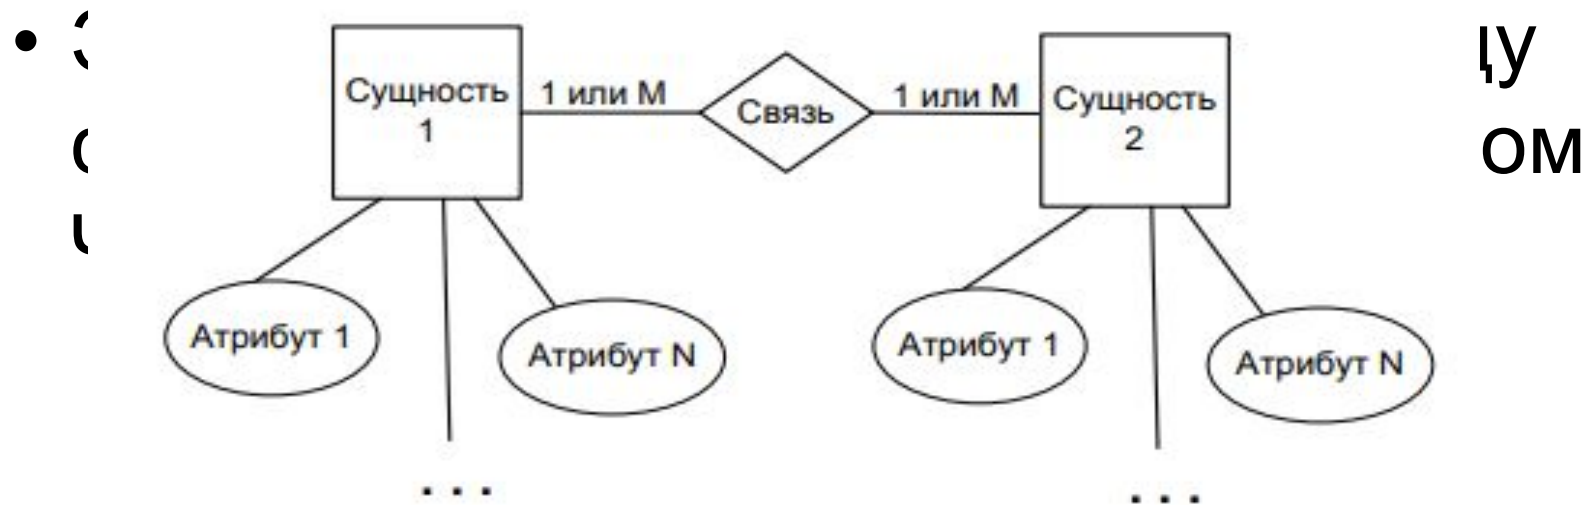 Сущность
1
1 или М
Связь
1 или М
Сущность
2
Атрибут 1
Атрибут N
Атрибут 1
Атрибут N
. . .
. . .